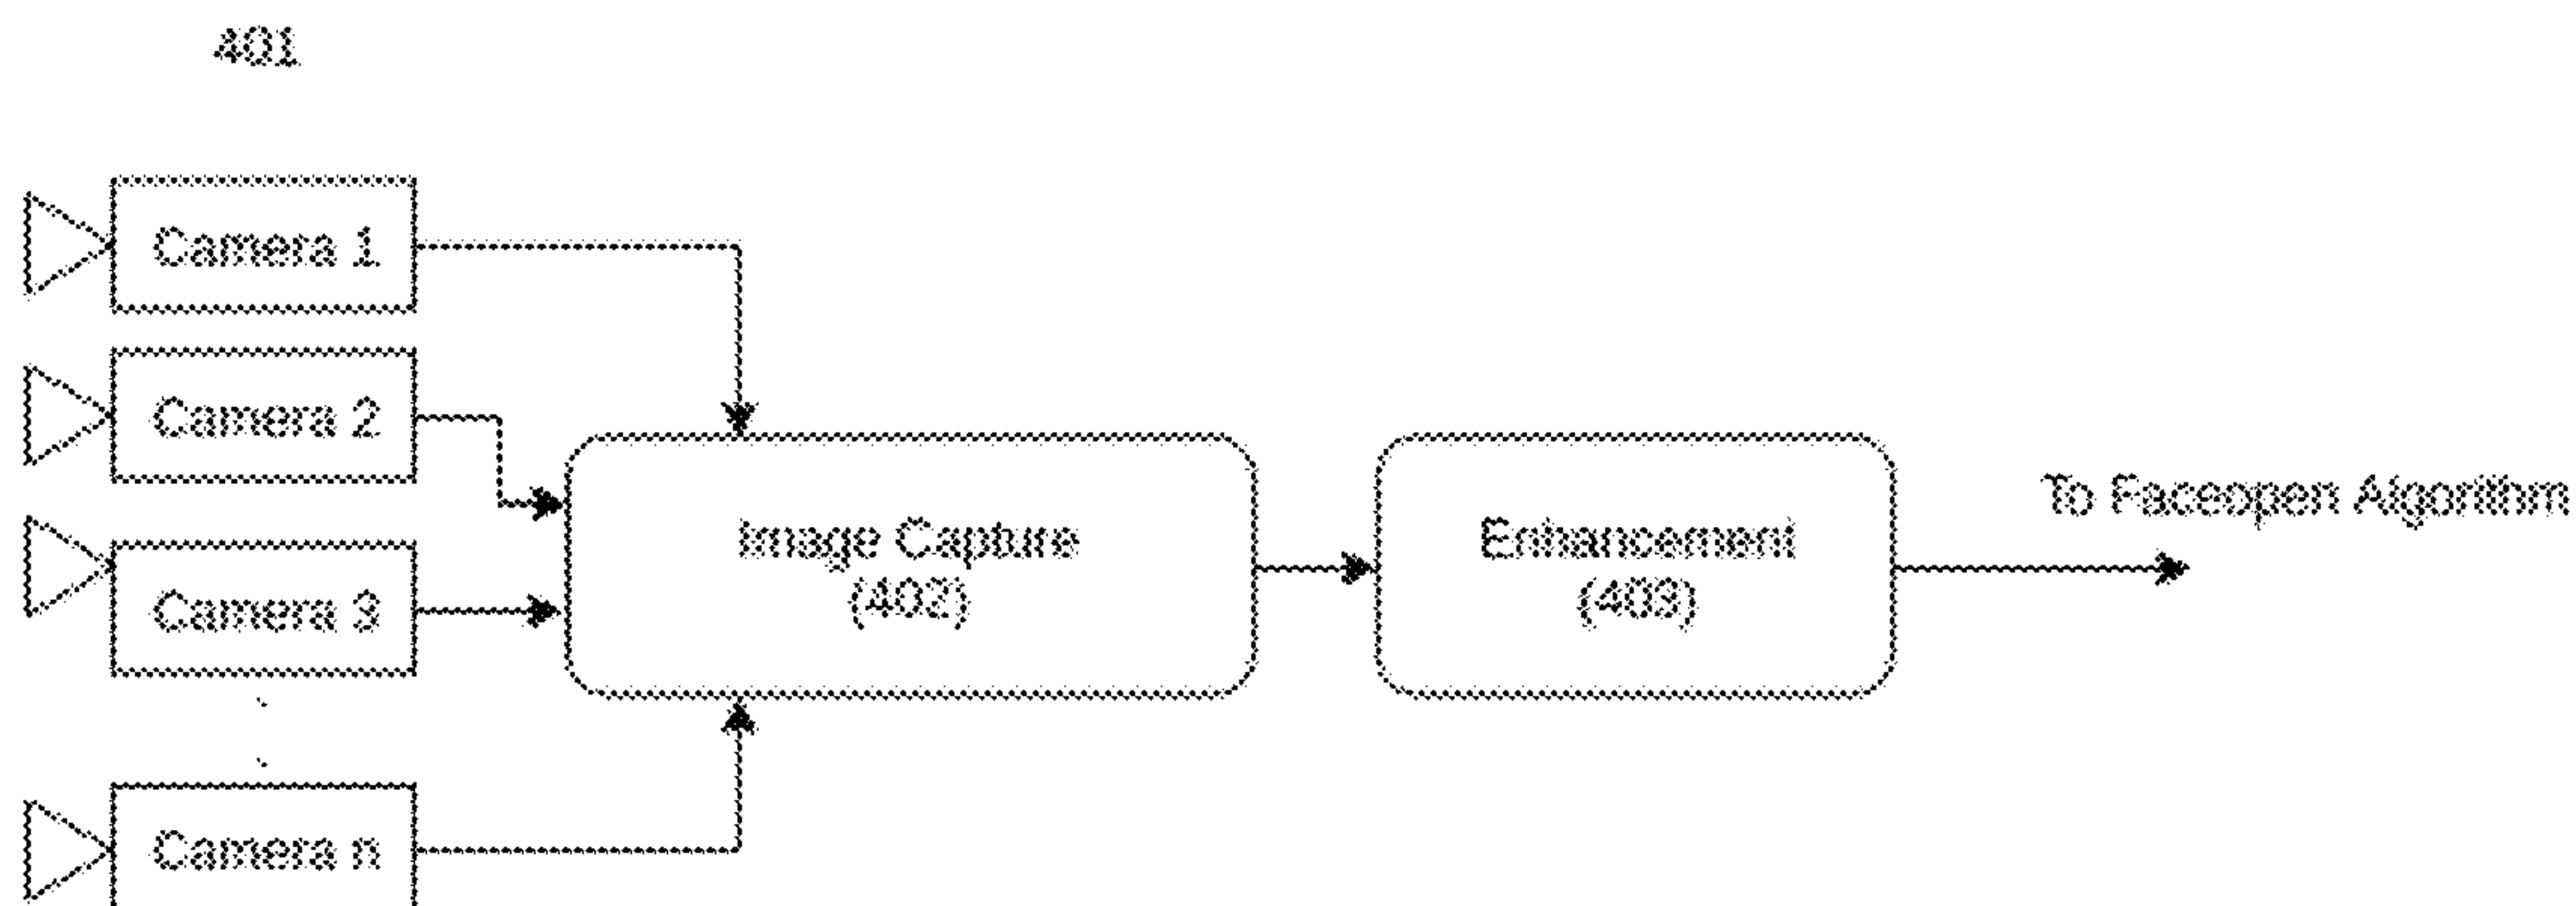 401
Camera 1
Camera 2
Camera 3
Camera n
Image Capture
(402)
Enhancement
(403)
To Faceopen Algorithm